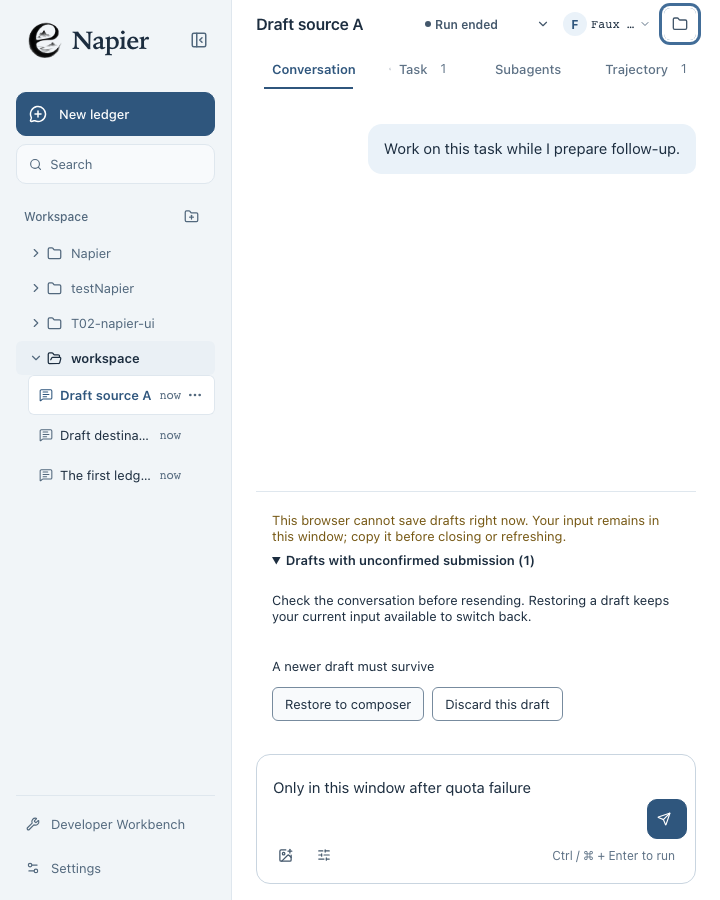 Napier
New ledger
Search
Workspace
Napier
testNapier
T02-napier-ui
workspace
Draft source A now ···
Draft destina... now
The first ledg... now
Developer Workbench
Settings
Draft source A
Run ended
F Faux ...
Conversation
Task 1
Subagents
Trajectory 1
Work on this task while I prepare follow-up.
This browser cannot save drafts right now. Your input remains in
this window; copy it before closing or refreshing.
Drafts with unconfirmed submission (1)
Check the conversation before resending. Restoring a draft keeps
your current input available to switch back.
A newer draft must survive
Restore to composer
Discard this draft
Only in this window after quota failure
Ctrl / ⌘ + Enter to run